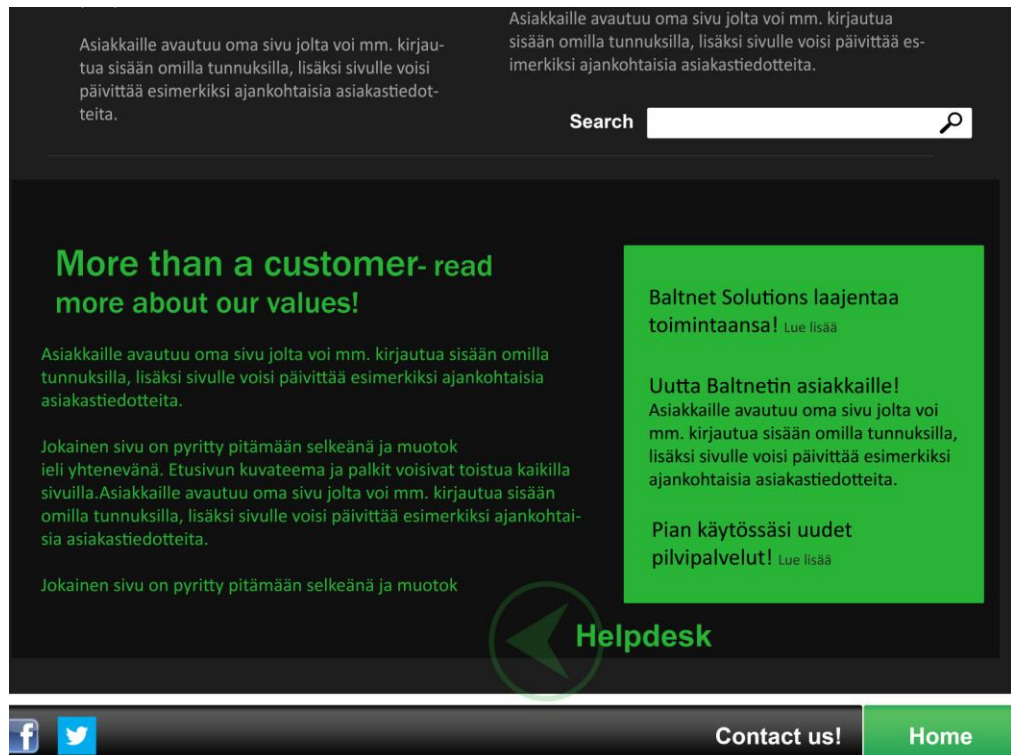 Asiakkaille avautuu oma sivu jolta voi mm. kirjau-
tua sisään omilla tunnuksilla, lisäksi sivulle voisi
päivittää esimerkiksi ajankohtaisia asiakastiedot-
teita.
Asiakkaille avautuu oma sivu jolta voi mm. kirjautua
sisään omilla tunnuksilla, lisäksi sivulle voisi päivittää es-
imerkiksi ajankohtaisia asiakastiedotteita.
Search
More than a customer- read
more about our values!
Asiakkaille avautuu oma sivu jolta voi mm. kirjautua sisään omilla
tunnuksilla, lisäksi sivulle voisi päivittää esimerkiksi ajankohtaisia
asiakastiedotteita.
Jokainen sivu on pyritty pitämään selkeänä ja muotok
ieli yhtenevänä. Etusivun kuvateema ja palkit voisivat toistua kaikilla
sivuilla.Asiakkaille avautuu oma sivu jolta voi mm. kirjautua sisään
omilla tunnuksilla, lisäksi sivulle voisi päivittää esimerkiksi ajankohtai-
sia asiakastiedotteita.
Jokainen sivu on pyritty pitämään selkeänä ja muotok
Baltnet Solutions laajentaa
toimintaansa! Lue lisää
Uutta Baltnetin asiakkaille!
Asiakkaille avautuu oma sivu jolta voi
mm. kirjautua sisään omilla tunnuksilla,
lisäksi sivulle voisi päivittää esimerkiksi
ajankohtaisia asiakastiedotteita.
Pian käytössäsi uudet
pilvipalvelut! Lue lisää
Helpdesk
f
Contact us!
Home